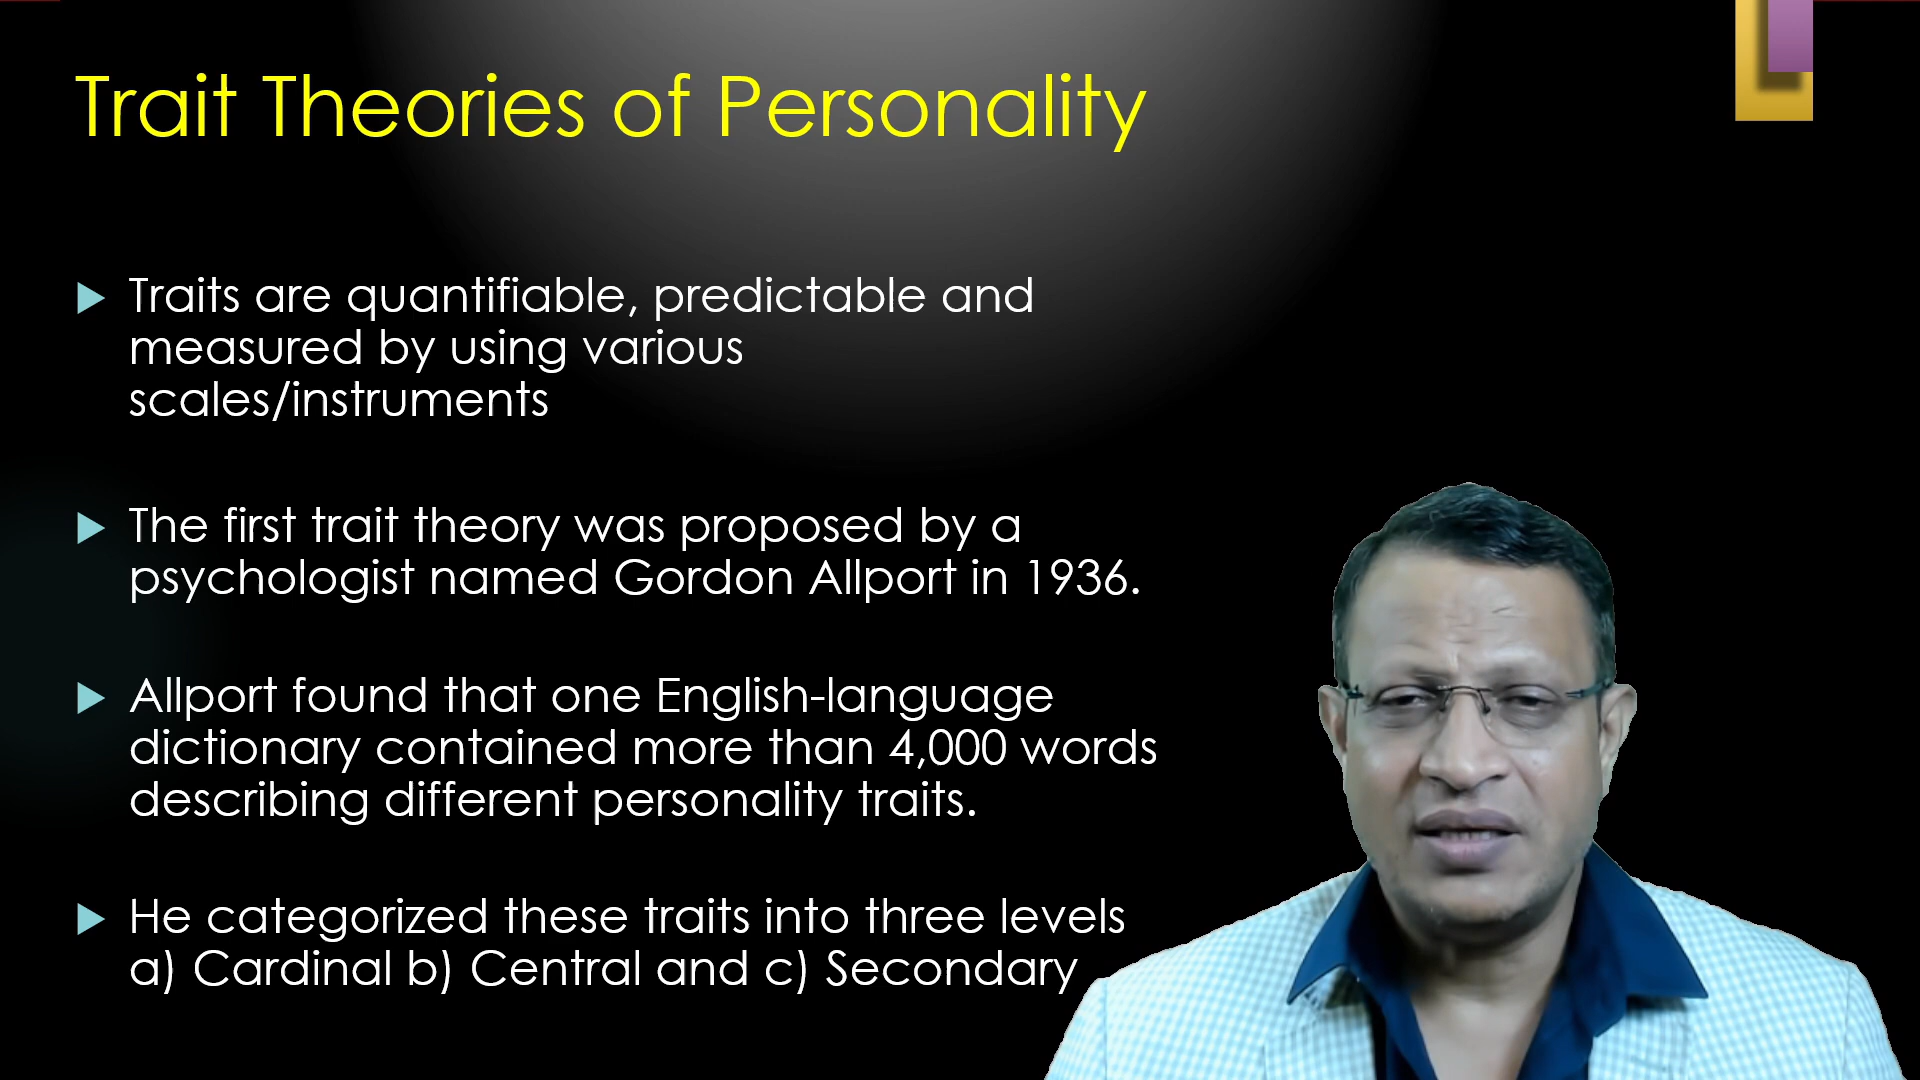 Trait Theories of Personality
Traits are quantifiable, predictable and
measured by using various
scales/instruments
The first trait theory was proposed by a
psychologist named Gordon Allport in 1936.
Allport found that one English-language
dictionary contained more than 4,000 words
describing different personality traits.
He categorized these traits into three levels
a) Cardinal b) Central and c) Secondary